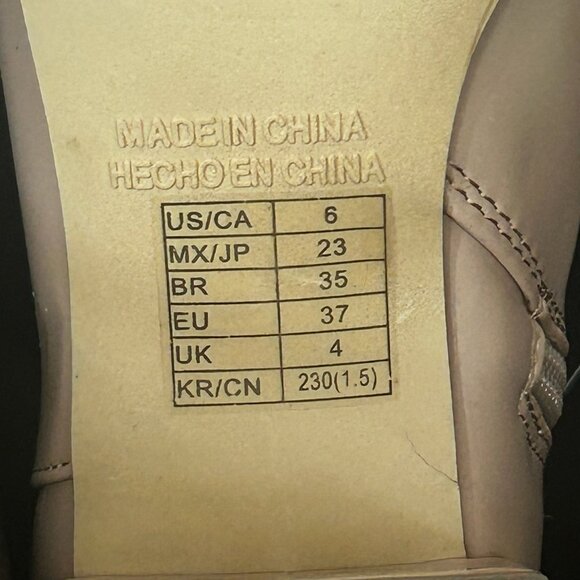 MADE IN CHINA
HECHO EN CHINA
US/CA 6
MX/JP 23
BR 35
EU 37
UK 4
KR/CN 230(1.5)